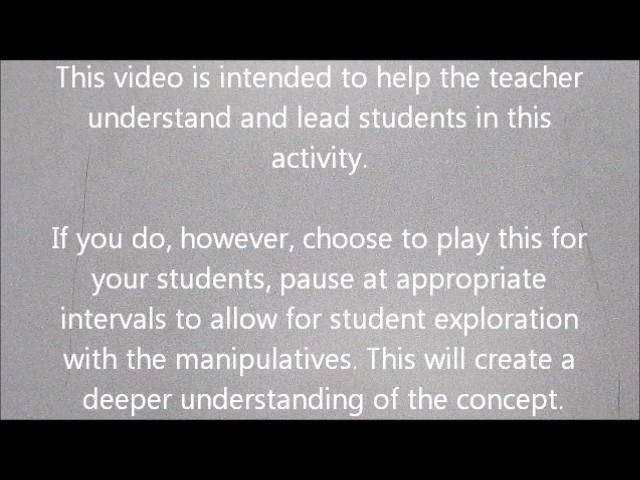 This video is intended to help the teacher
understand and lead students in this
activity.
If you do, however, choose to play this for
your students, pause at appropriate
intervals to allow for student exploration
with the manipulatives. This will create a
deeper understanding of the concept.